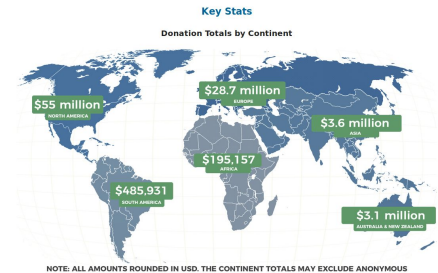 Key Stats
Donation Totals by Continent
$55 million
NORTH AMERICA
$28.7 million
EUROPE
$3.6 million
ASIA
$195,157
AFRICA
$485,931
SOUTH AMERICA
$3.1 million
AUSTRALIA & NEW ZEALAND
NOTE: ALL AMOUNTS ROUNDED IN USD. THE CONTINENT TOTALS MAY EXCLUDE ANONYMOUS